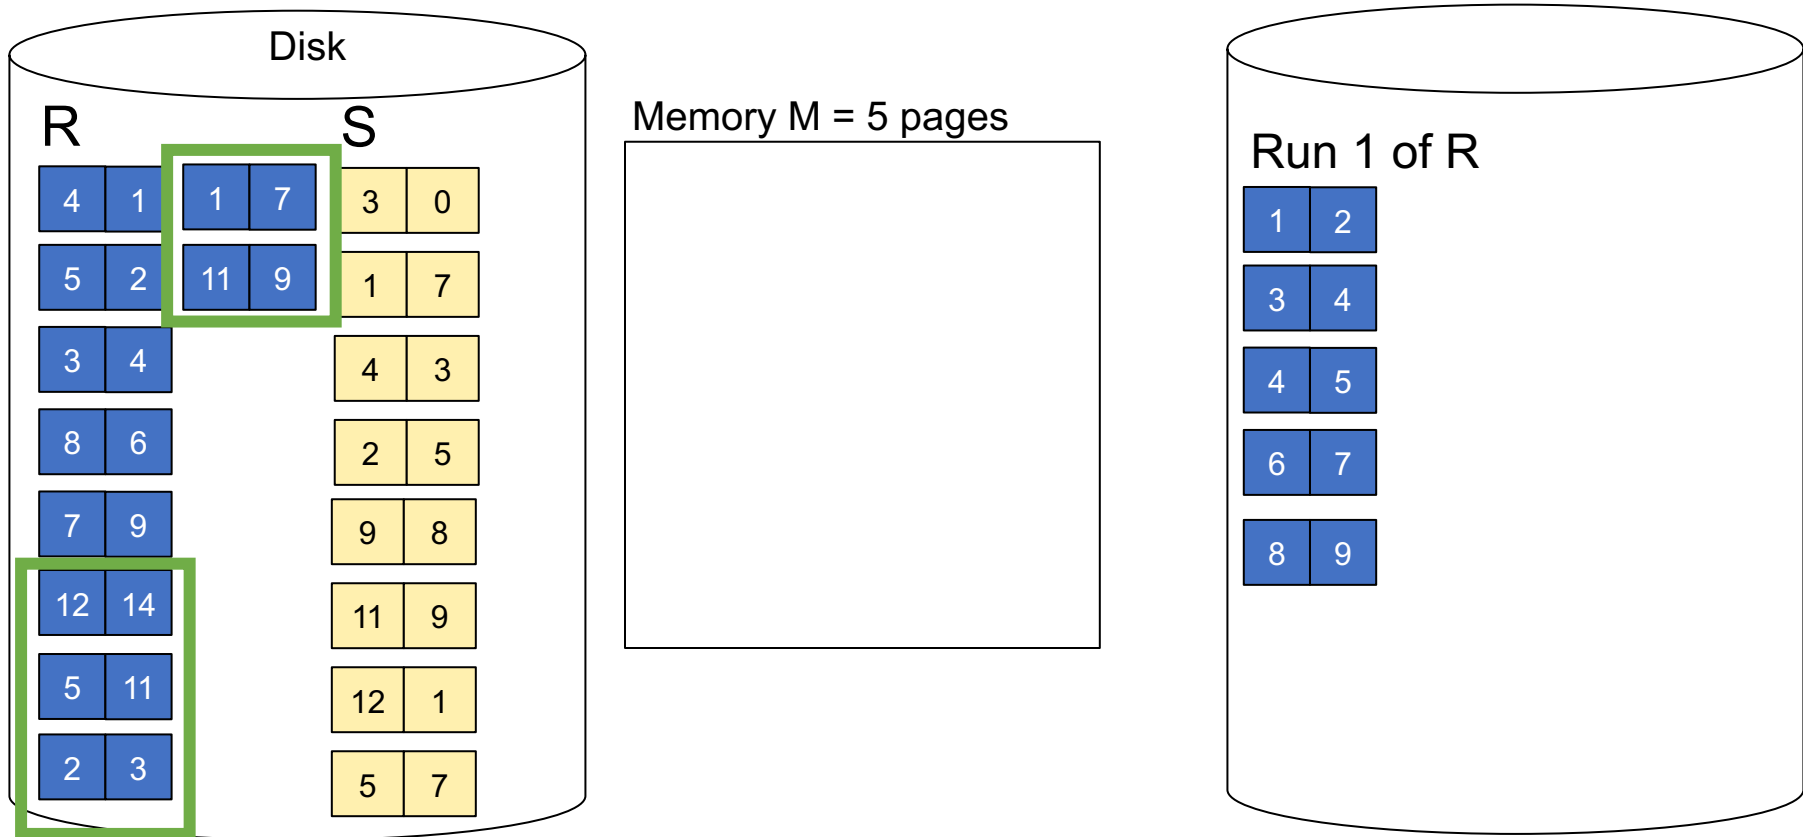 Disk
Memory M = 5 pages
R S
Run 1 of R
4 1 1 7 3 0
1 2
5 2 11 9 1 7
3 4
3 4 4 3
4 5
8 6 2 5
6 7
7 9 9 8
8 9
12 14 11 9
5 11 12 1
2 3 5 7